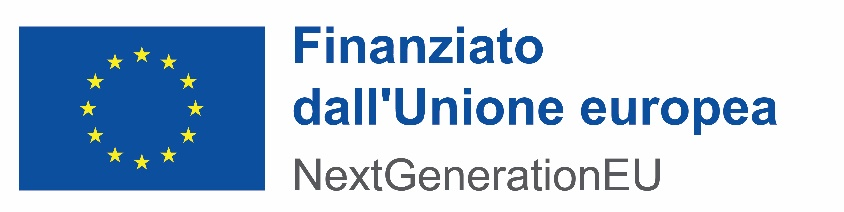 Finanziato
dall'Unione europea
NextGenerationEU